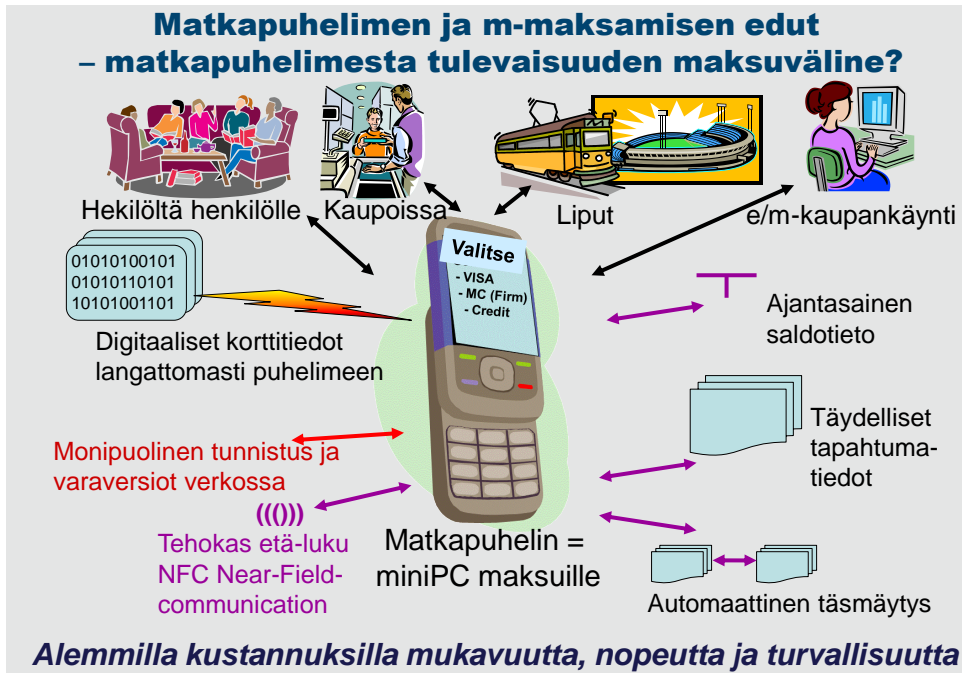 Matkapuhelimen ja m-maksamisen edut
– matkapuhelimesta tulevaisuuden maksuväline?
Hekilöltä henkilölle
Kaupoissa
Liput
e/m-kaupankäynti
01010100101
01010110101
10101001101
Digitaaliset korttitiedot
langattomasti puhelimeen
Valitse
- VISA
- MC (Firm)
- Credit
Ajantasainen
saldotieto
Täydelliset
tapahtuma-
tiedot
Monipuolinen tunnistus ja
varaversiot verkossa
((()))
Tehokas etä-luku
NFC Near-Field-
communication
Matkapuhelin =
miniPC maksuille
Automaattinen täsmäytys
Alemmilla kustannuksilla mukavuutta, nopeutta ja turvallisuutta